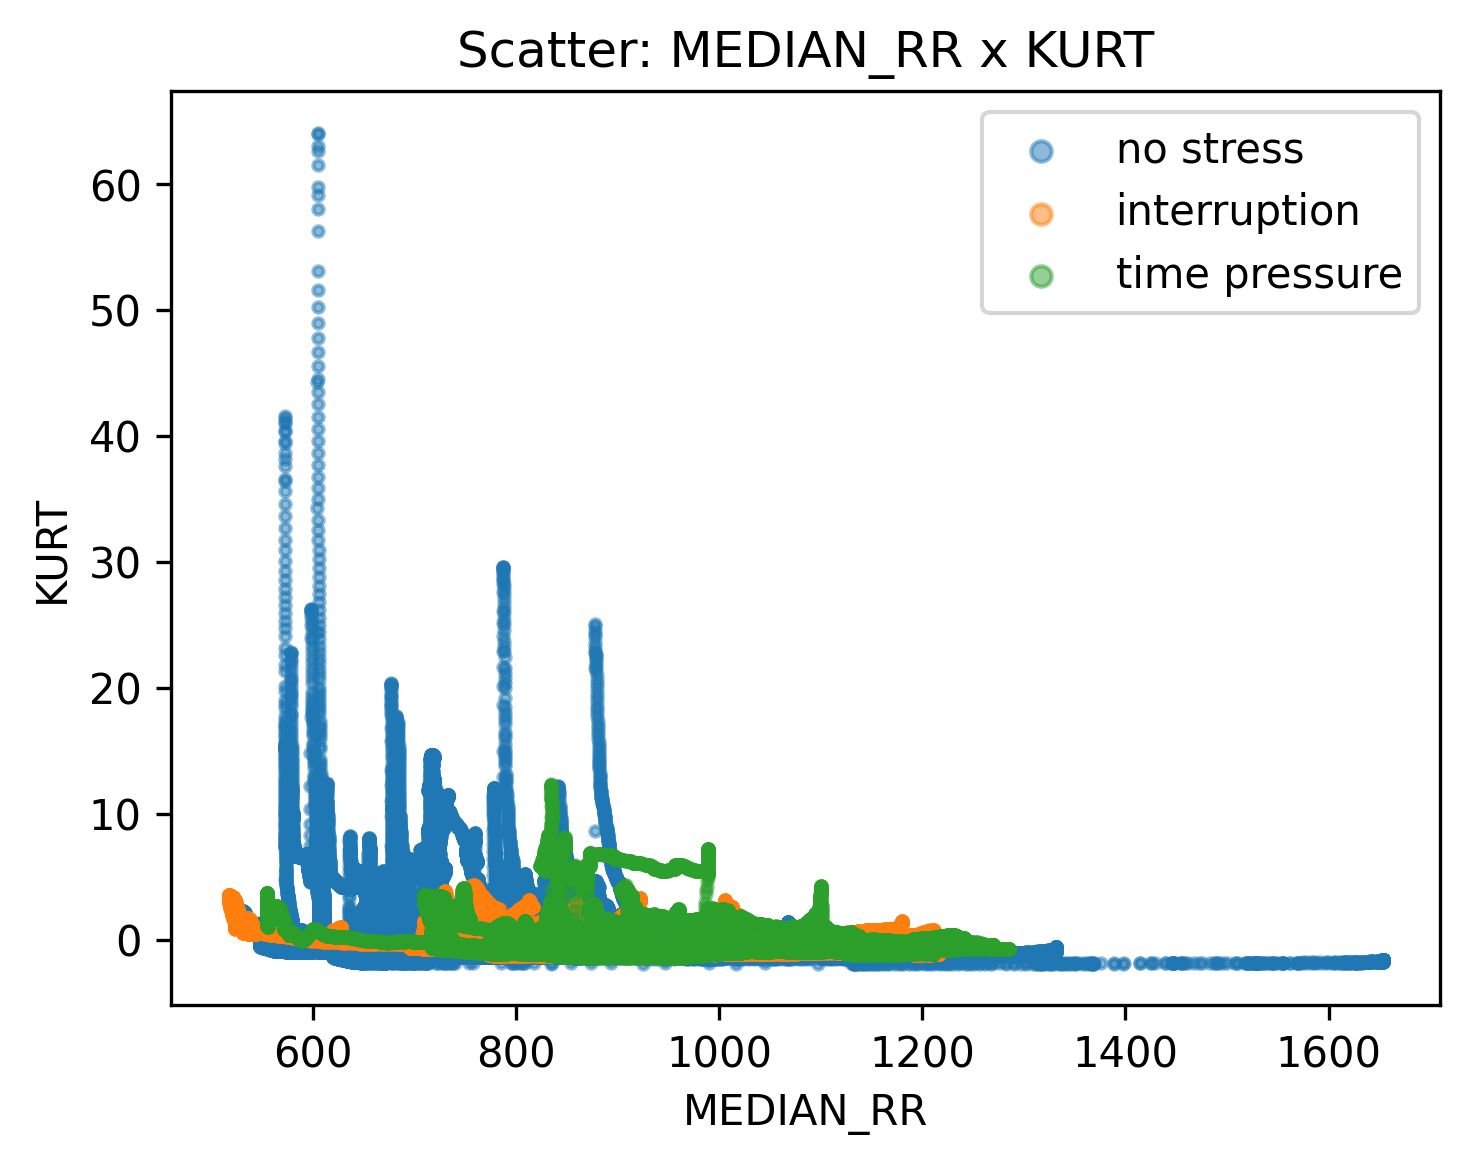 Scatter: MEDIAN_RR x KURT
no stress
interruption
time pressure
KURT
60
50
40
30
20
10
0
600 800 1000 1200 1400 1600
MEDIAN_RR